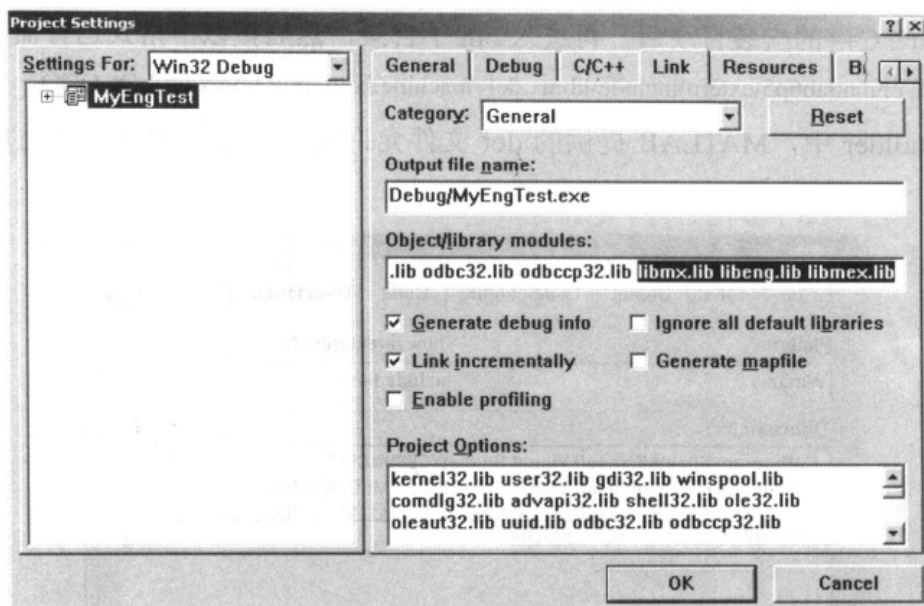 Project Settings
Settings For: Win32 Debug
MyEngTest
General Debug C/C++ Link Resources
Category: General Reset
Output file name:
Debug/MyEngTest.exe
Object/library modules:
.lib odbc32.lib odbccp32.lib libmx.lib libeng.lib libmex.lib
Generate debug info Ignore all default libraries
Link incrementally Generate mapfile
Enable profiling
Project Options:
kernel32.lib user32.lib gdi32.lib winspool.lib
comdlg32.lib advapi32.lib shell32.lib ole32.lib
oleaut32.lib uuid.lib odbc32.lib odbccp32.lib
OK Cancel